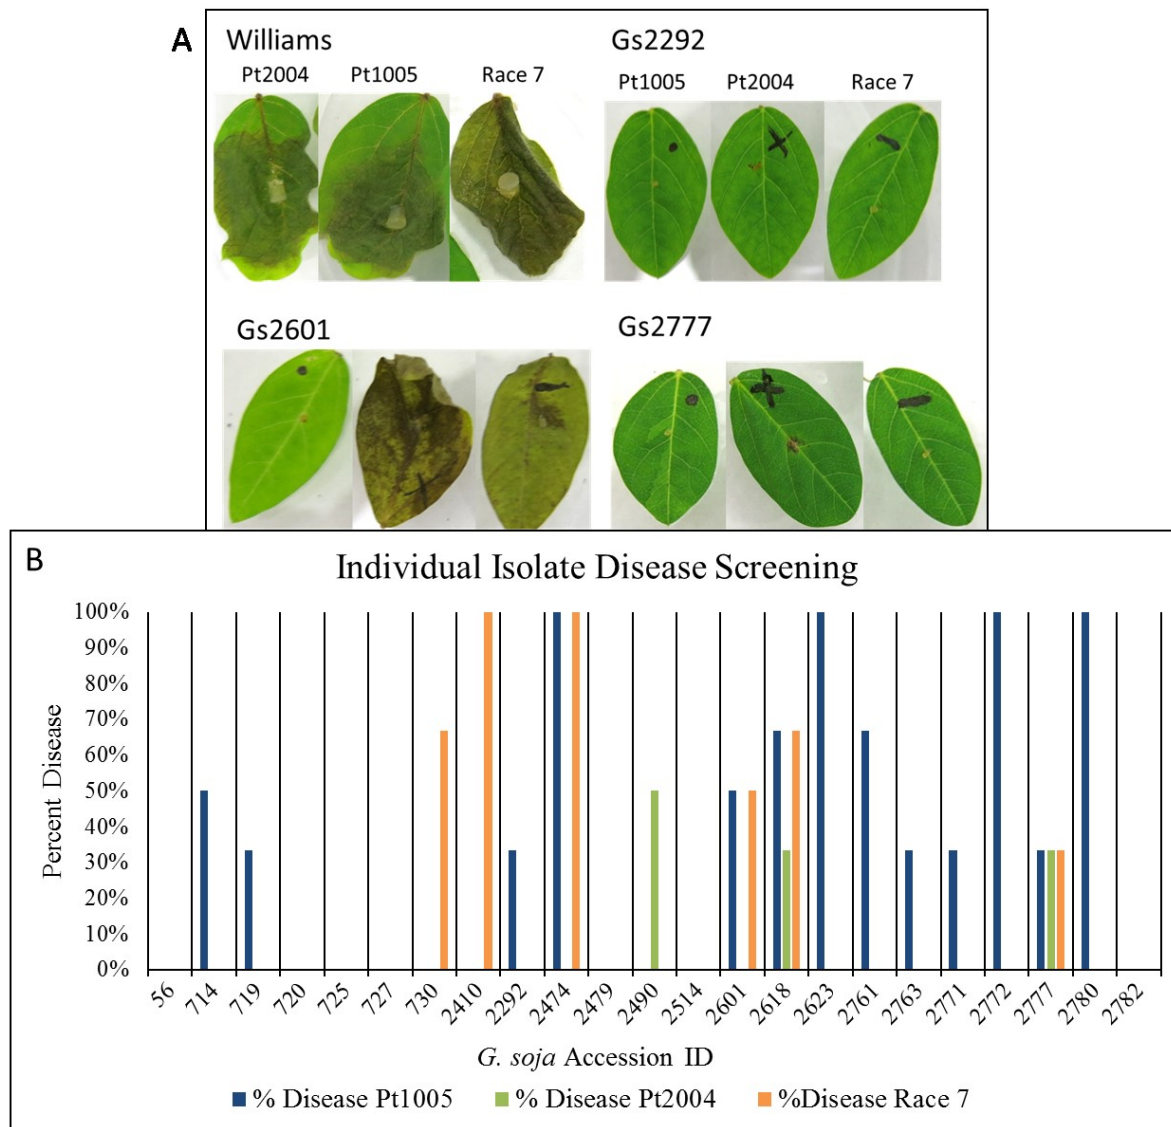 A
Williams
Pt2004 Pt1005 Race 7
Gs2292
Pt1005 Pt2004 Race 7
Gs2601
Gs2777
B
Individual Isolate Disease Screening
Percent Disease
100%
90%
80%
70%
60%
50%
40%
30%
20%
10%
0%
56 714 719 720 725 727 730 2410 2292 2474 2479 2490 2514 2601 2618 2623 2761 2763 2771 2772 2777 2780 2782
G. soja Accession ID
% Disease Pt1005 % Disease Pt2004 %Disease Race 7